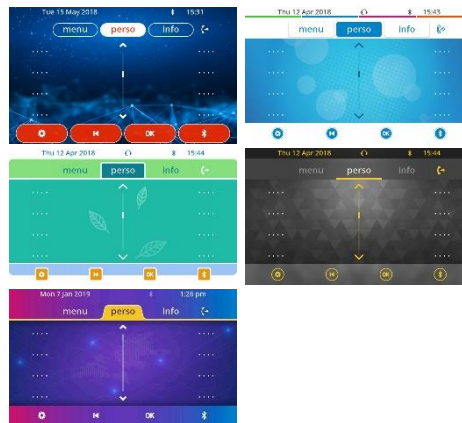 Tue 15 May 2018 15:31
menu perso info
OK
Thu 12 Apr 2018 15:43
menu perso info
OK
Thu 12 Apr 2018 15:44
menu perso info
OK
Thu 12 Apr 2018 15:44
menu perso info
OK
Mon 7 Jan 2019 1:26 pm
menu perso info
OK